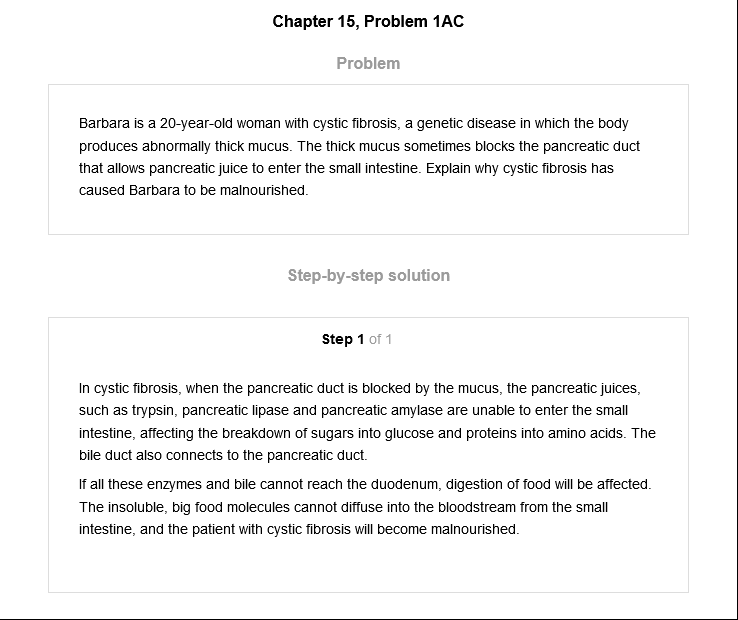 Chapter 15, Problem 1AC
Problem
Barbara is a 20-year-old woman with cystic fibrosis, a genetic disease in which the body
produces abnormally thick mucus. The thick mucus sometimes blocks the pancreatic duct
that allows pancreatic juice to enter the small intestine. Explain why cystic fibrosis has
caused Barbara to be malnourished.
Step-by-step solution
Step 1 of 1
In cystic fibrosis, when the pancreatic duct is blocked by the mucus, the pancreatic juices,
such as trypsin, pancreatic lipase and pancreatic amylase are unable to enter the small
intestine, affecting the breakdown of sugars into glucose and proteins into amino acids. The
bile duct also connects to the pancreatic duct.
If all these enzymes and bile cannot reach the duodenum, digestion of food will be affected.
The insoluble, big food molecules cannot diffuse into the bloodstream from the small
intestine, and the patient with cystic fibrosis will become malnourished.